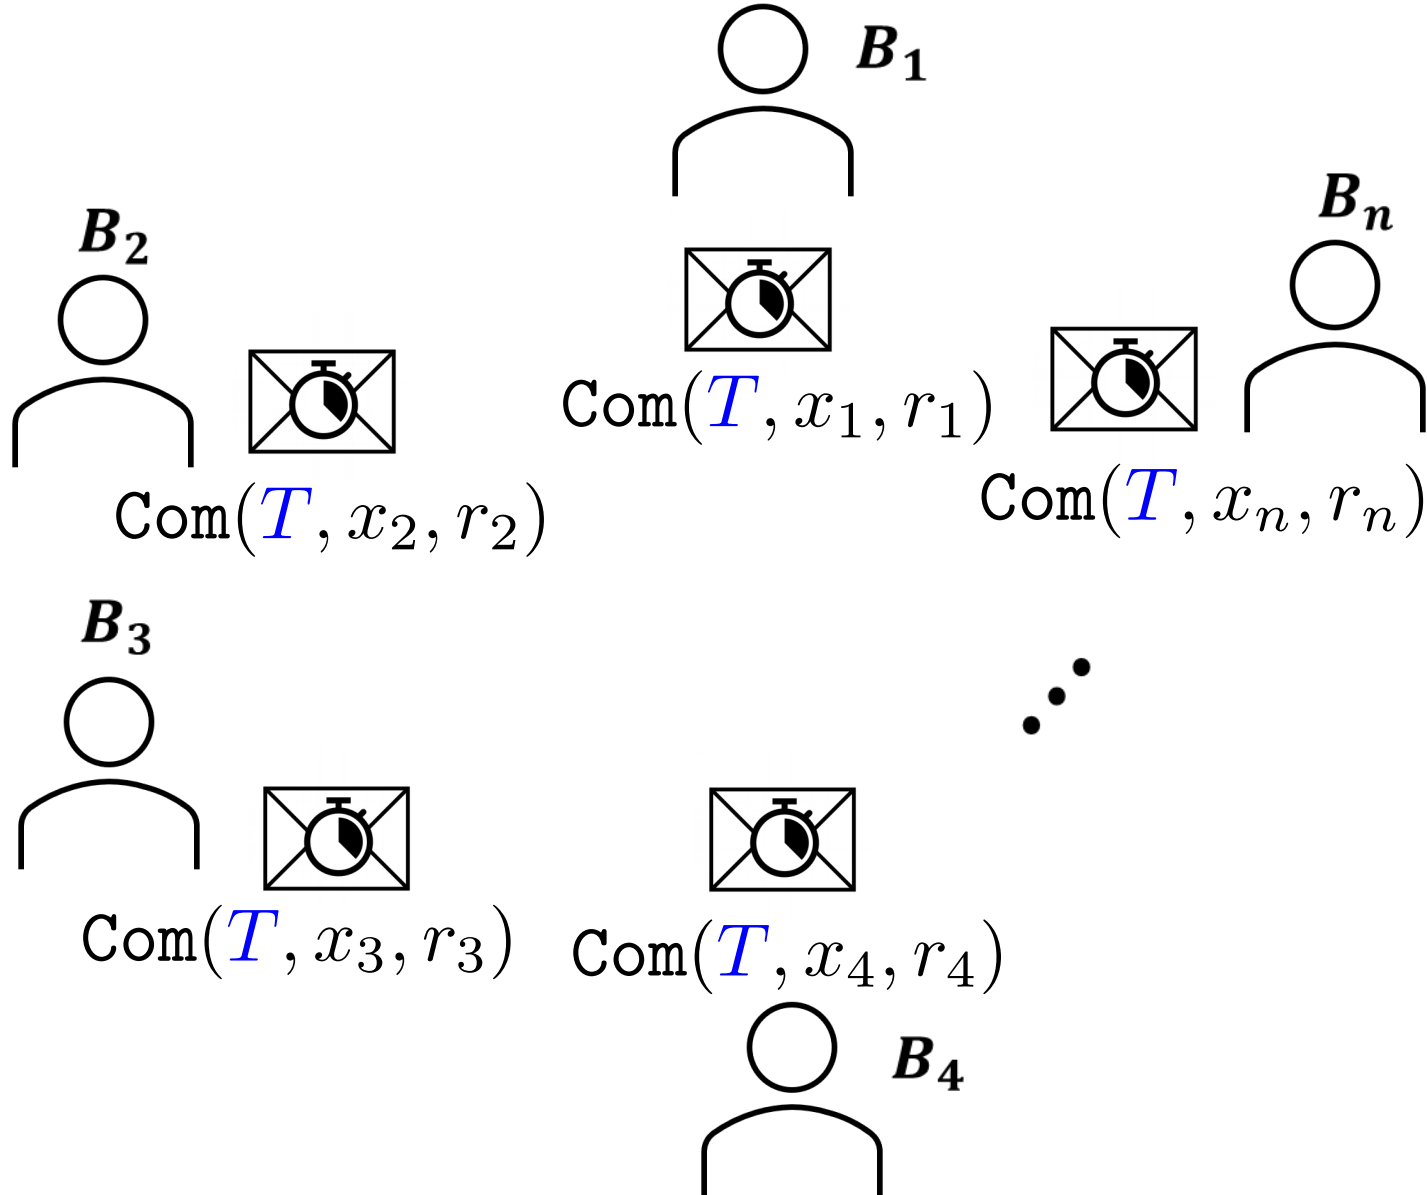 B₁
Bₙ
B₂
Com(T, x₁, r₁)
Com(T, xₙ, rₙ)
Com(T, x₂, r₂)
B₃
Com(T, x₃, r₃)
Com(T, x₄, r₄)
B₄